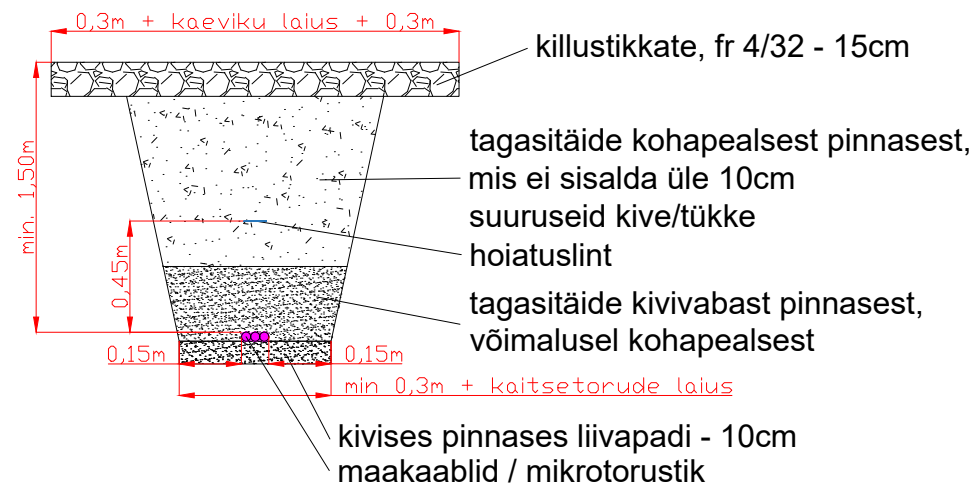 0,3m + kaeviku laius + 0,3m
killustikkate, fr 4/32 - 15cm
tagasitäide kohapealsest pinnasest,
mis ei sisalda üle 10cm
suuruseid kive/tükke
hoiatuslint
min. 1,50m
0,45m
tagasitäide kivivabast pinnasest,
võimalusel kohapealsest
0,15m
0,15m
min 0,3m + kaitsetorude laius
kivises pinnases liivapadi - 10cm
maakaablid / mikrotorustik